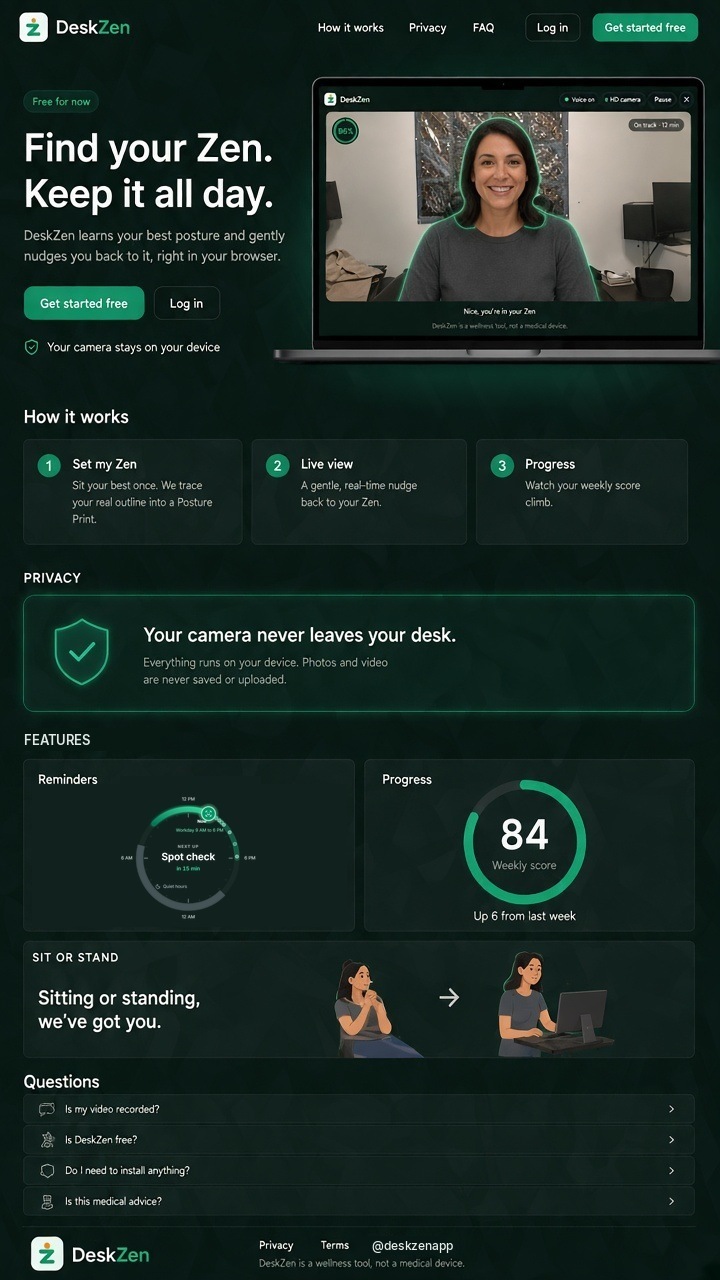 DeskZen
How it works
Privacy
FAQ
Log in
Get started free
Free for now
Find your Zen.
Keep it all day.
DeskZen learns your best posture and gently
nudges you back to it, right in your browser.
Get started free
Log in
Your camera stays on your device
DeskZen
Voice on
HD camera
Pause
96%
On track · 12 min
Nice, you're in your Zen
DeskZen is a wellness tool, not a medical device.
How it works
1
Set my Zen
Sit your best once. We trace
your real outline into a Posture
Print.
2
Live view
A gentle, real-time nudge
back to your Zen.
3
Progress
Watch your weekly score
climb.
PRIVACY
Your camera never leaves your desk.
Everything runs on your device. Photos and video
are never saved or uploaded.
FEATURES
Reminders
12 PM
Workday 8 AM to 6 PM
NEXT UP
6 AM
Spot check
6 PM
in 15 min
Quiet hours
12 AM
Progress
84
Weekly score
Up 6 from last week
SIT OR STAND
Sitting or standing,
we've got you.
Questions
Is my video recorded?
Is DeskZen free?
Do I need to install anything?
Is this medical advice?
DeskZen
Privacy
Terms
@deskzenapp
DeskZen is a wellness tool, not a medical device.